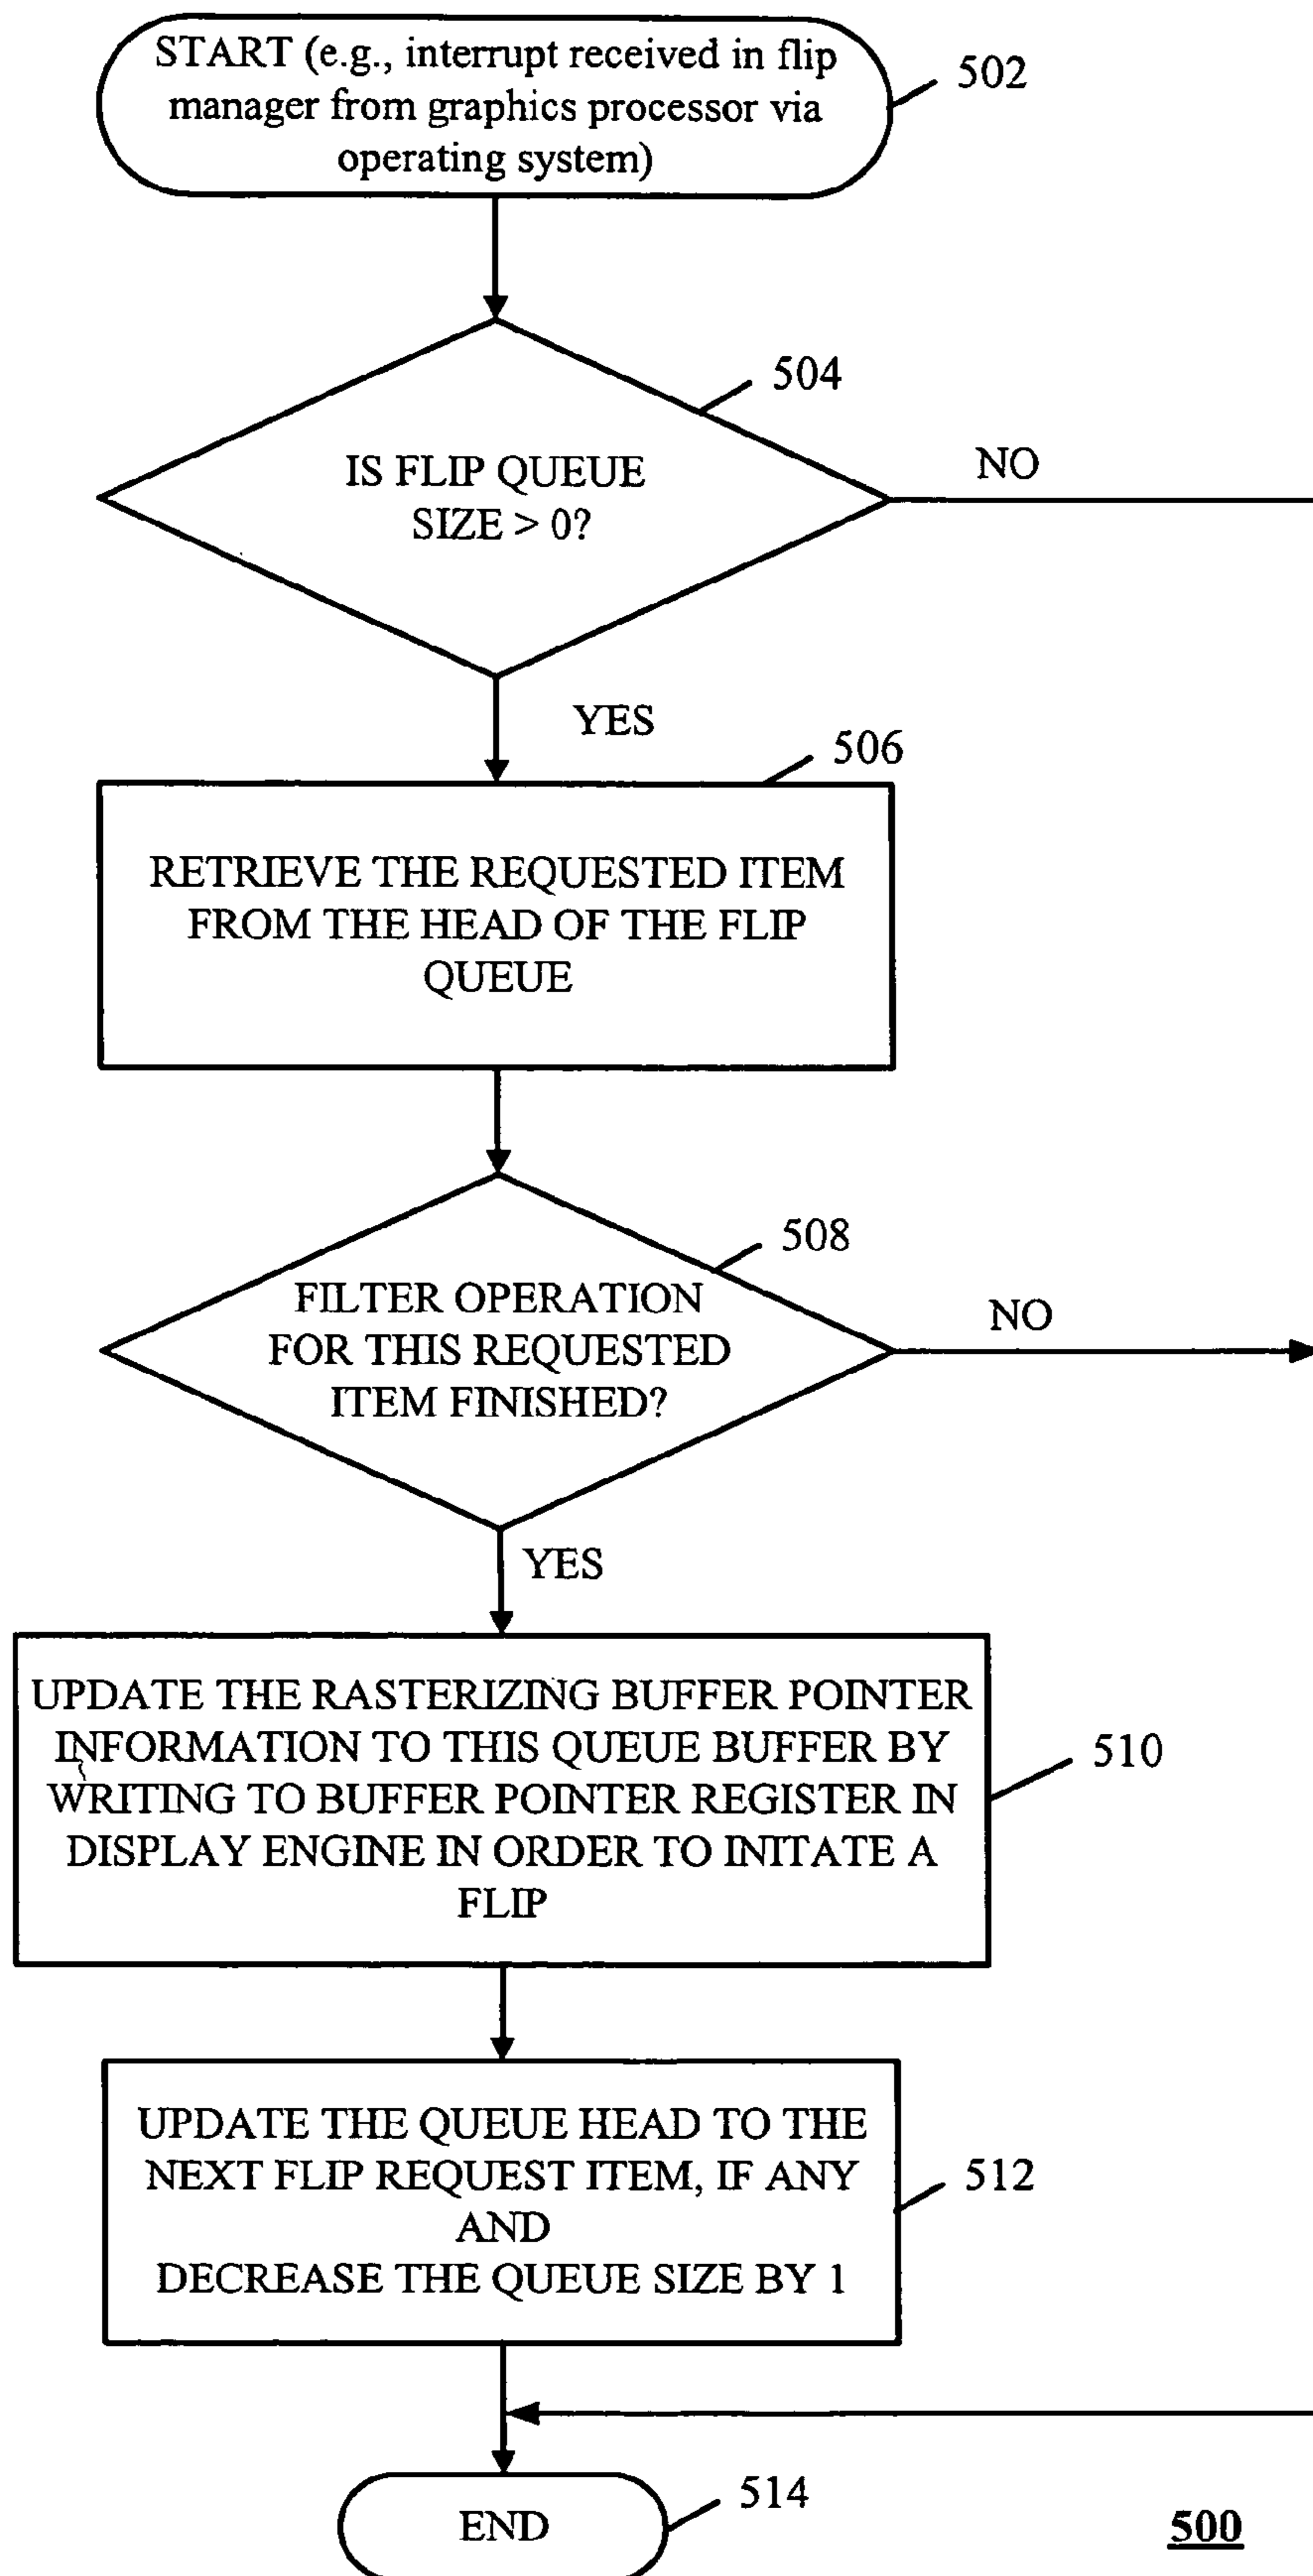 START (e.g., interrupt received in flip
manager from graphics processor via
operating system)
502
504
IS FLIP QUEUE
SIZE > 0?
NO
YES
506
RETRIEVE THE REQUESTED ITEM
FROM THE HEAD OF THE FLIP
QUEUE
508
FILTER OPERATION
FOR THIS REQUESTED
ITEM FINISHED?
NO
YES
UPDATE THE RASTERIZING BUFFER POINTER
INFORMATION TO THIS QUEUE BUFFER BY
WRITING TO BUFFER POINTER REGISTER IN
DISPLAY ENGINE IN ORDER TO INITATE A
FLIP
510
UPDATE THE QUEUE HEAD TO THE
NEXT FLIP REQUEST ITEM, IF ANY
AND
DECREASE THE QUEUE SIZE BY 1
512
END
514
500